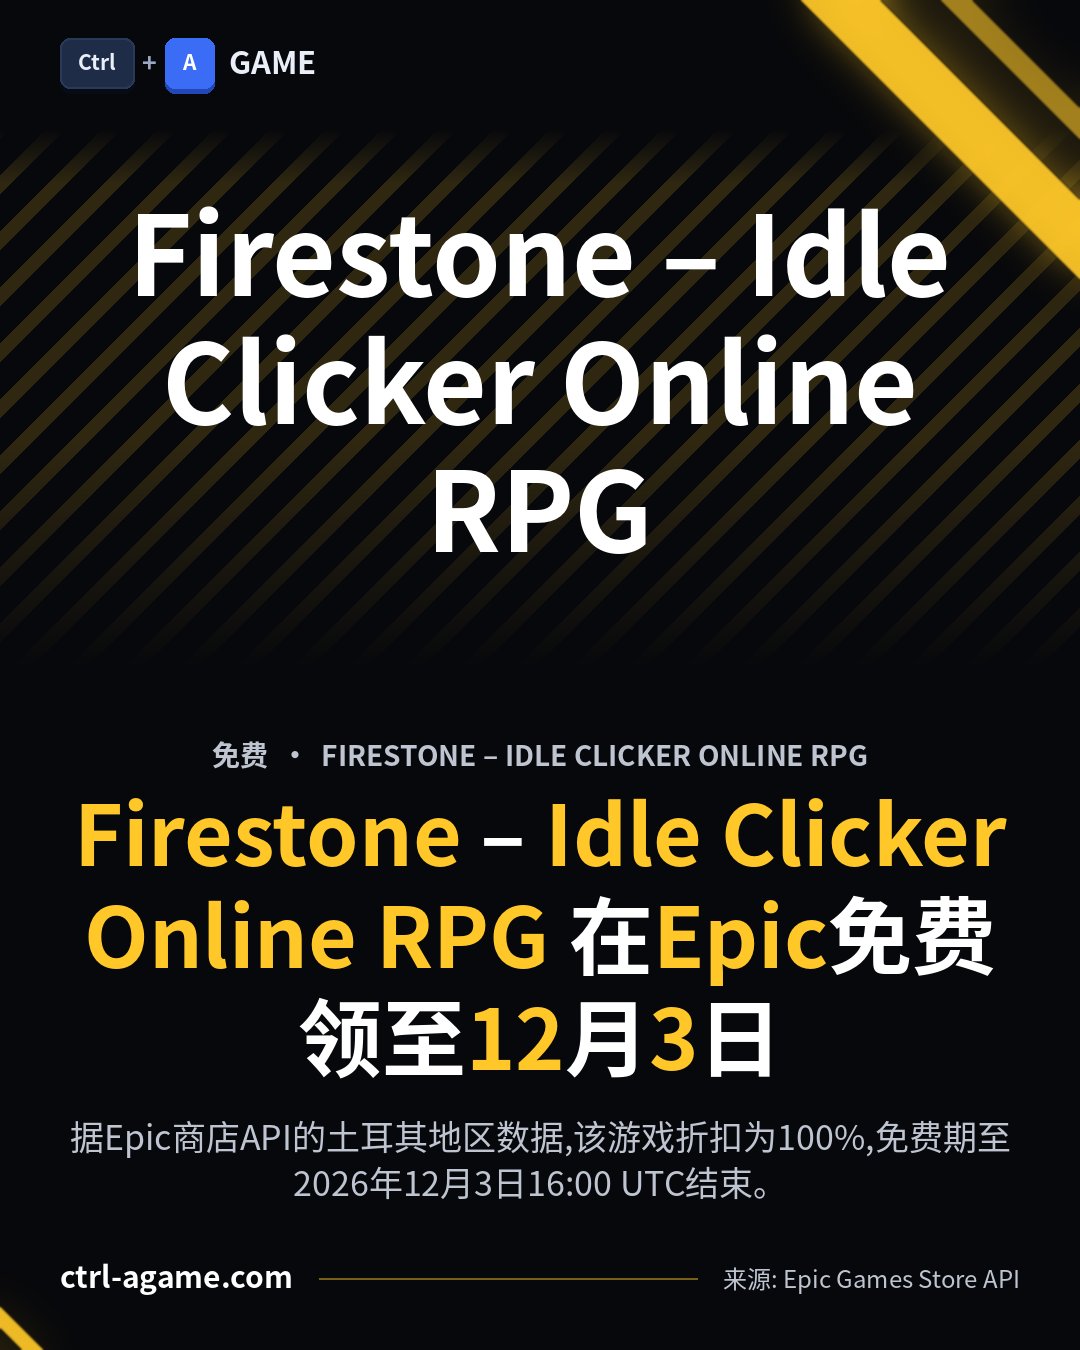 Ctrl + A GAME
Firestone – Idle
Clicker Online
RPG
免费 • FIRESTONE – IDLE CLICKER ONLINE RPG
Firestone – Idle Clicker
Online RPG 在Epic免费
领至12月3日
据Epic商店API的土耳其地区数据,该游戏折扣为100%,免费期至
2026年12月3日16:00 UTC结束。
ctrl-agame.com
来源: Epic Games Store API